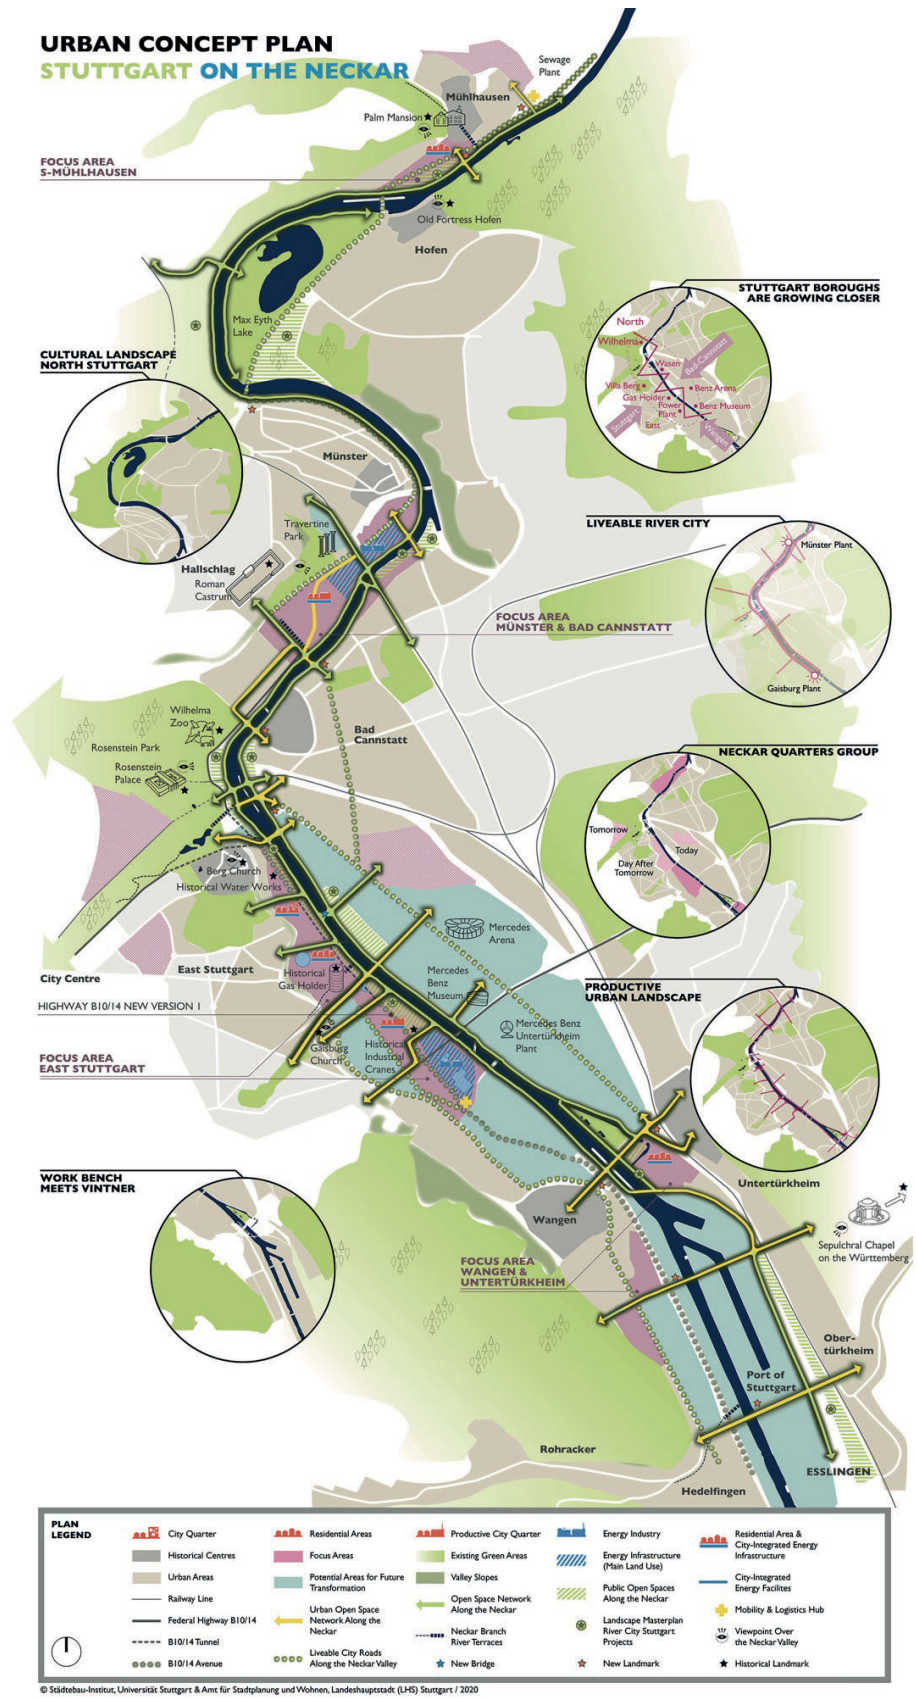 URBAN CONCEPT PLAN
STUTTGART ON THE NECKAR
Sewage
Plant
Mühlhausen
Palm Mansion
FOCUS AREA
S-MÜHLHAUSEN
Old Fortress Hofen
Hofen
STUTTGART BOROUGHS
ARE GROWING CLOSER
North
Wilhelma
Wasen
Bad-Cannstatt
Villa Berg
Benz Arena
Gas Holder
Power
Plant
Benz Museum
Stuttgart
East
Wangen
Max Eyth
Lake
CULTURAL LANDSCAPE
NORTH STUTTGART
Münster
Travertine
Park
LIVEABLE RIVER CITY
Münster Plant
Gaisburg Plant
Hallschlag
Roman
Castrum
FOCUS AREA
MÜNSTER & BAD CANNSTATT
Wilhelma
Zoo
Bad
Cannstatt
Rosenstein Park
Rosenstein
Palace
NECKAR QUARTERS GROUP
Tomorrow
Today
Day After
Tomorrow
Berg Church
Historical Water Works
Mercedes
Arena
City Centre
East Stuttgart
Historical
Gas Holder
Mercedes
Benz
Museum
PRODUCTIVE
URBAN LANDSCAPE
HIGHWAY B10/14 NEW VERSION 1
Mercedes Benz
Untertürkheim
Plant
Gaisburg
Church
Historical
Industrial
Cranes
FOCUS AREA
EAST STUTTGART
WORK BENCH
MEETS VINTNER
Untertürkheim
Wangen
Sepulchral Chapel
on the Württemberg
FOCUS AREA
WANGEN &
UNTERTÜRKHEIM
Ober-
türkheim
Port of
Stuttgart
Rohracker
ESSLINGEN
Hedelfingen
PLAN
LEGEND
City Quarter
Historical Centres
Urban Areas
Railway Line
Federal Highway B10/14
B10/14 Tunnel
B10/14 Avenue
Residential Areas
Focus Areas
Potential Areas for Future
Transformation
Urban Open Space
Network Along the
Neckar
Liveable City Roads
Along the Neckar Valley
Productive City Quarter
Existing Green Areas
Valley Slopes
Open Space Network
Along the Neckar
Neckar Branch
River Terraces
New Bridge
Energy Industry
Energy Infrastructure
(Main Land Use)
Public Open Spaces
Along the Neckar
Landscape Masterplan
River City Stuttgart
Projects
New Landmark
Residential Area &
City-Integrated Energy
Infrastructure
City-Integrated
Energy Facilites
Mobility & Logistics Hub
Viewpoint Over
the Neckar Valley
Historical Landmark
© Städtebau-Institut, Universität Stuttgart & Amt für Stadtplanung und Wohnen, Landeshauptstadt (LHS) Stuttgart / 2020